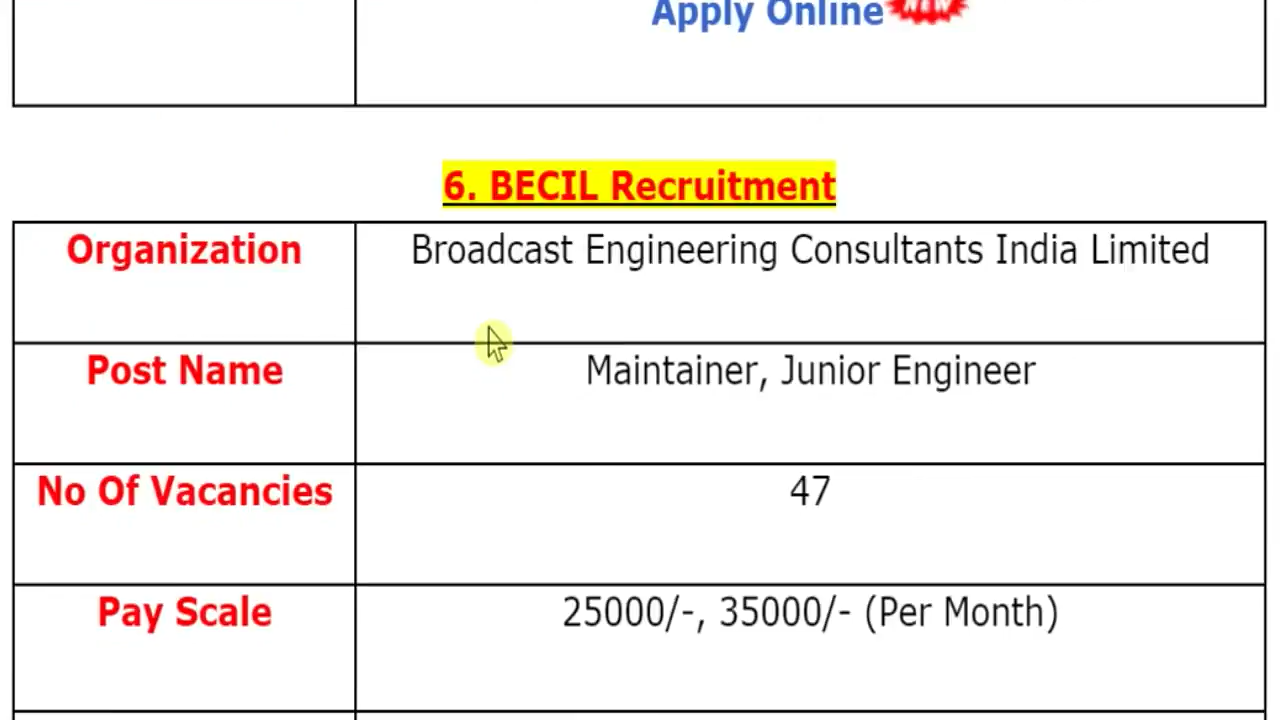 Apply Online NEW
6. BECIL Recruitment
Organization Broadcast Engineering Consultants India Limited
Post Name Maintainer, Junior Engineer
No Of Vacancies 47
Pay Scale 25000/-, 35000/- (Per Month)